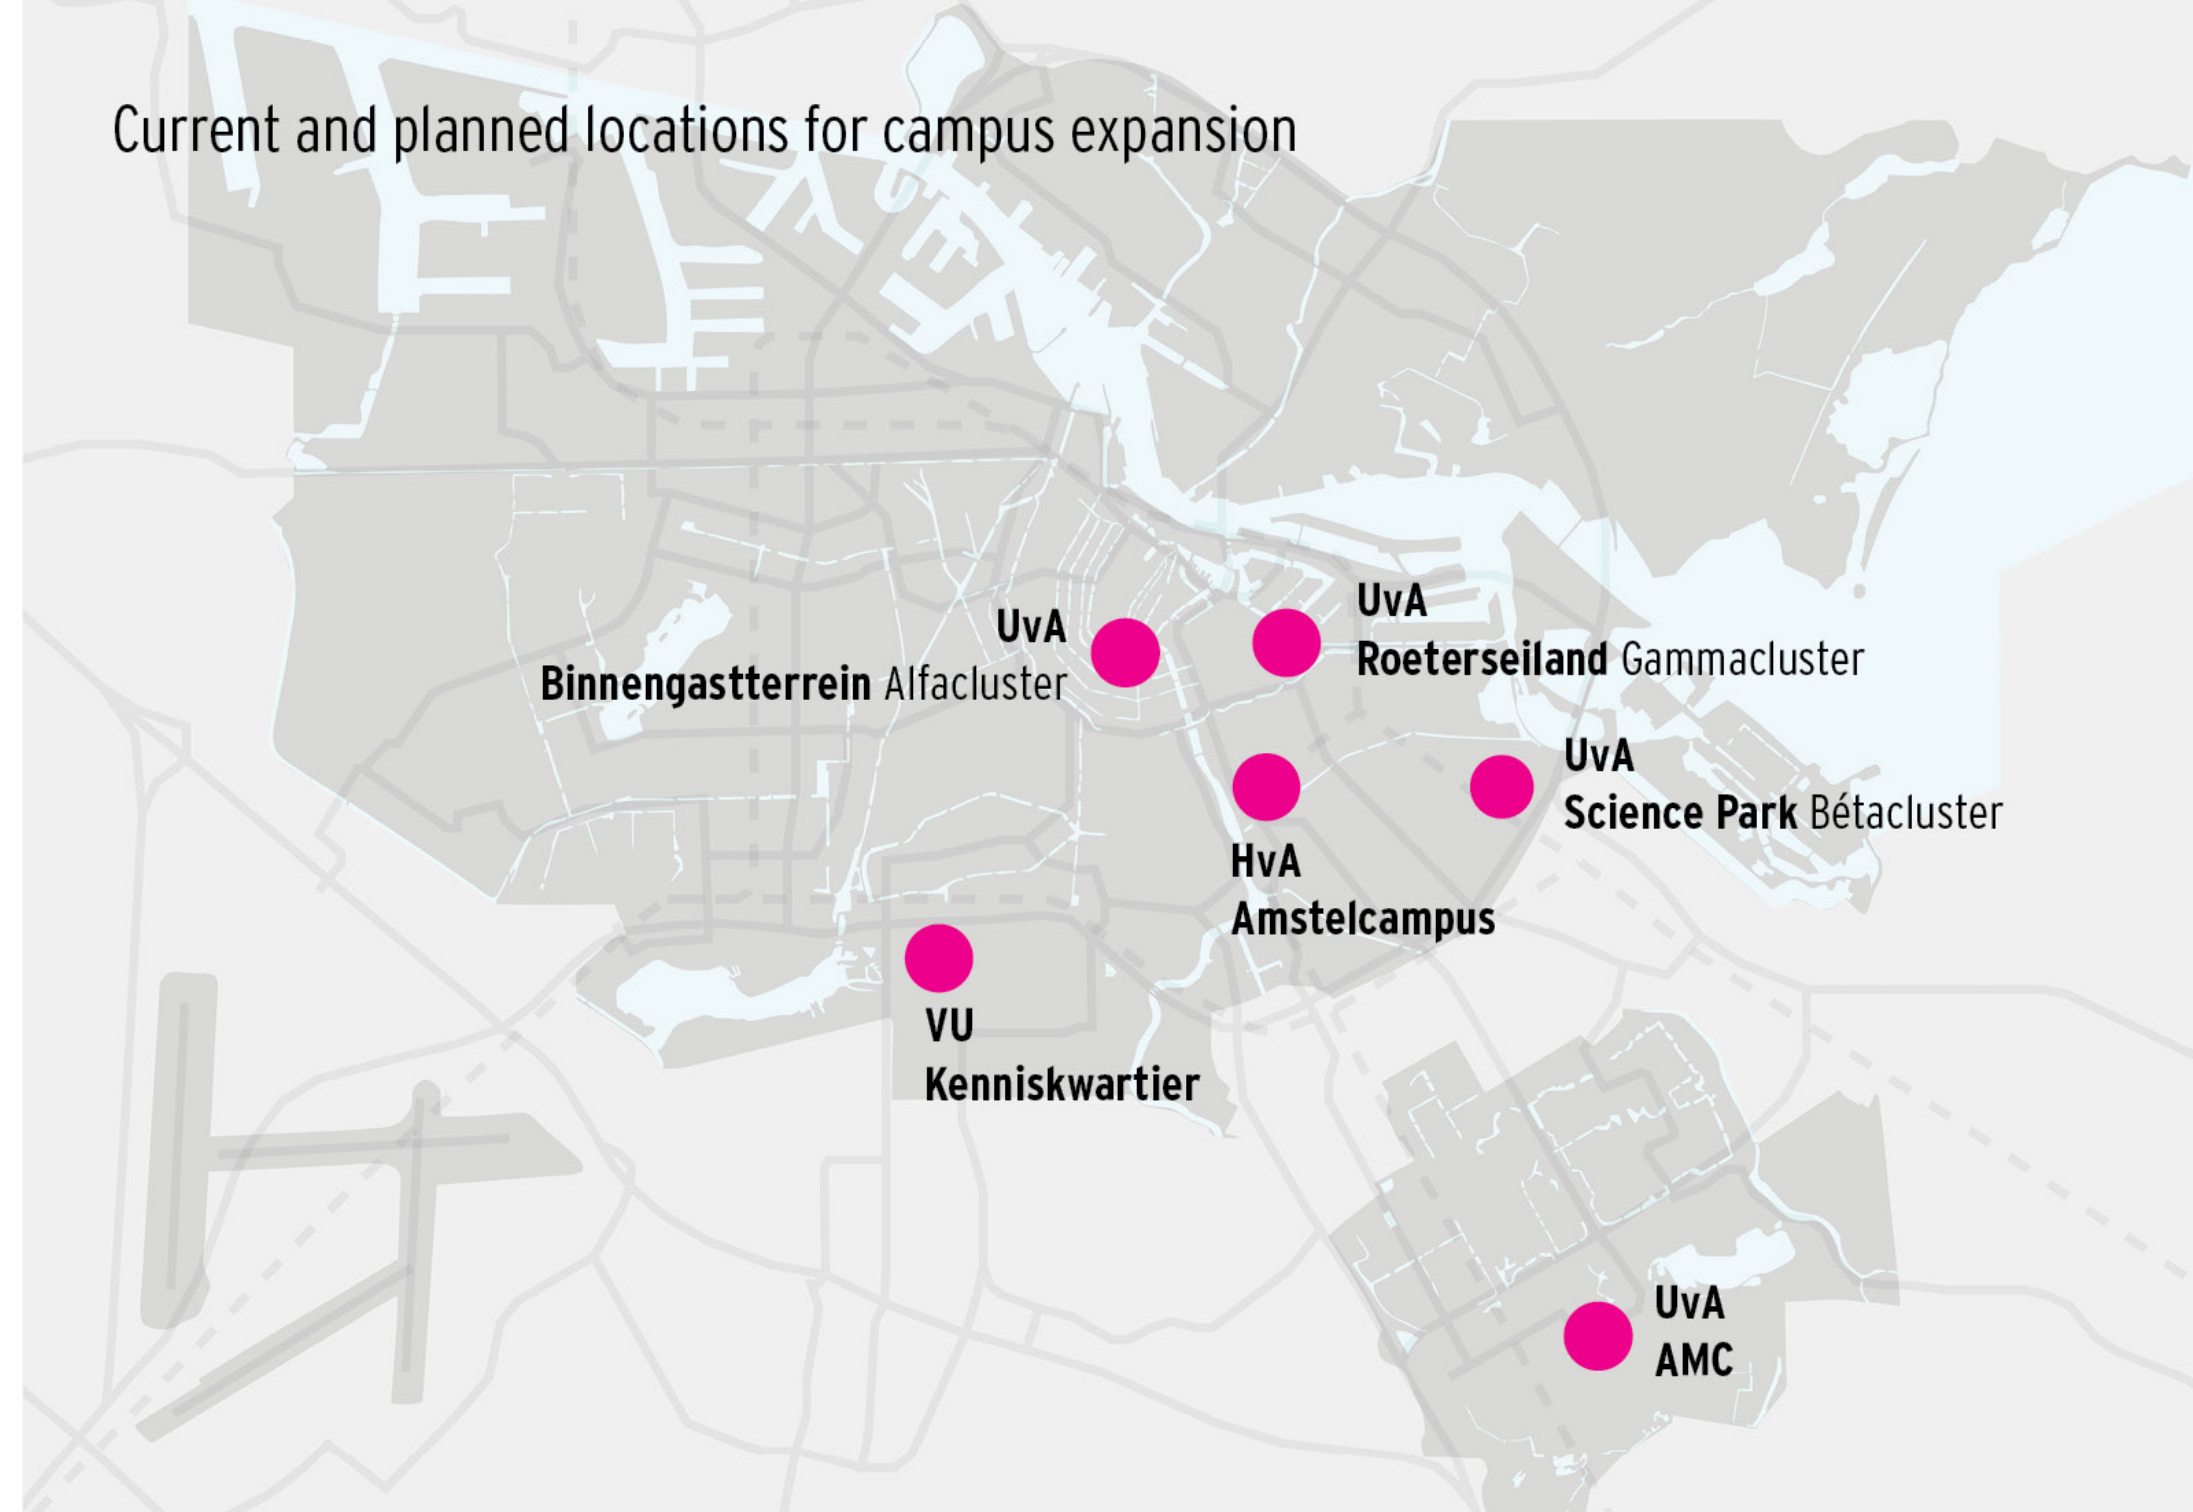 Current and planned locations for campus expansion
UvA
Binnengastterrein Alfacluster
UvA
Roeterseiland Gammacluster
UvA
Science Park Bétacluster
HvA
Amstelcampus
VU
Kenniskwartier
UvA
AMC